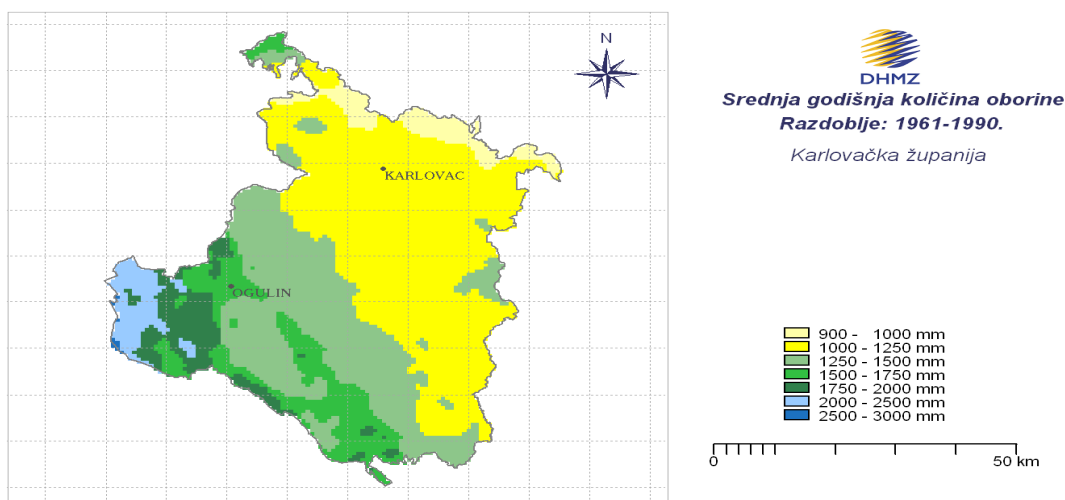 N
DHMZ
Srednja godišnja količina oborine
Razdoblje: 1961-1990.
Karlovačka županija
KARLOVAC
OGULIN
900 - 1000 mm
1000 - 1250 mm
1250 - 1500 mm
1500 - 1750 mm
1750 - 2000 mm
2000 - 2500 mm
2500 - 3000 mm
0 50 km